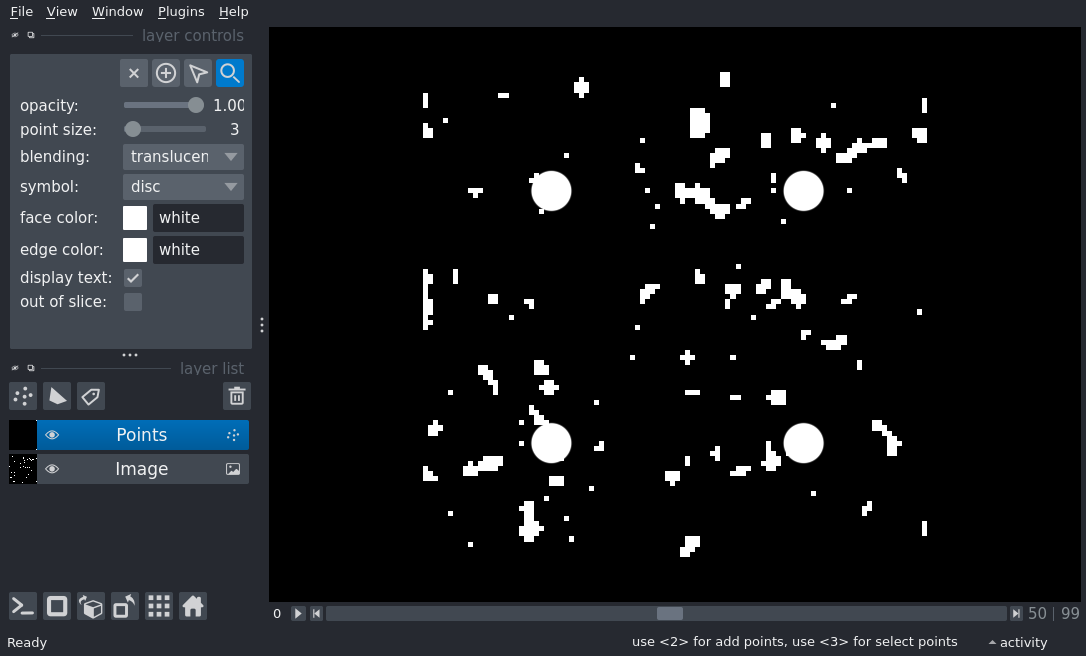 File View Window Plugins Help
layer controls
opacity: 1.00
point size: 3
blending: translucen
symbol: disc
face color: white
edge color: white
display text:
out of slice:
layer list
Points
Image
0 50 99
Ready use <2> for add points, use <3> for select points activity